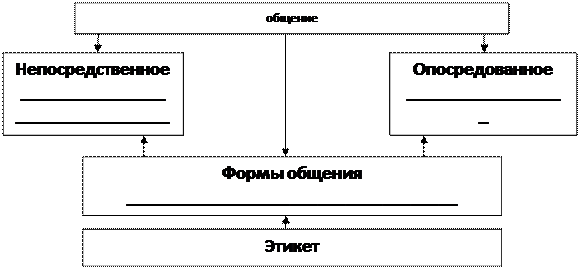 общение
Непосредственное
Опосредованное
Формы общения
Этикет